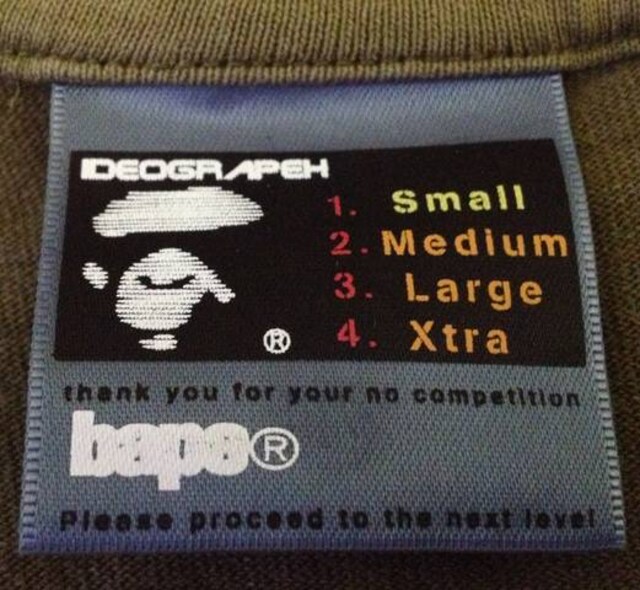 IDEOGRAPEH
1. Small
2. Medium
3. Large
4. Xtra
®
thank you for your no competition
bape®
Please proceed to the next level